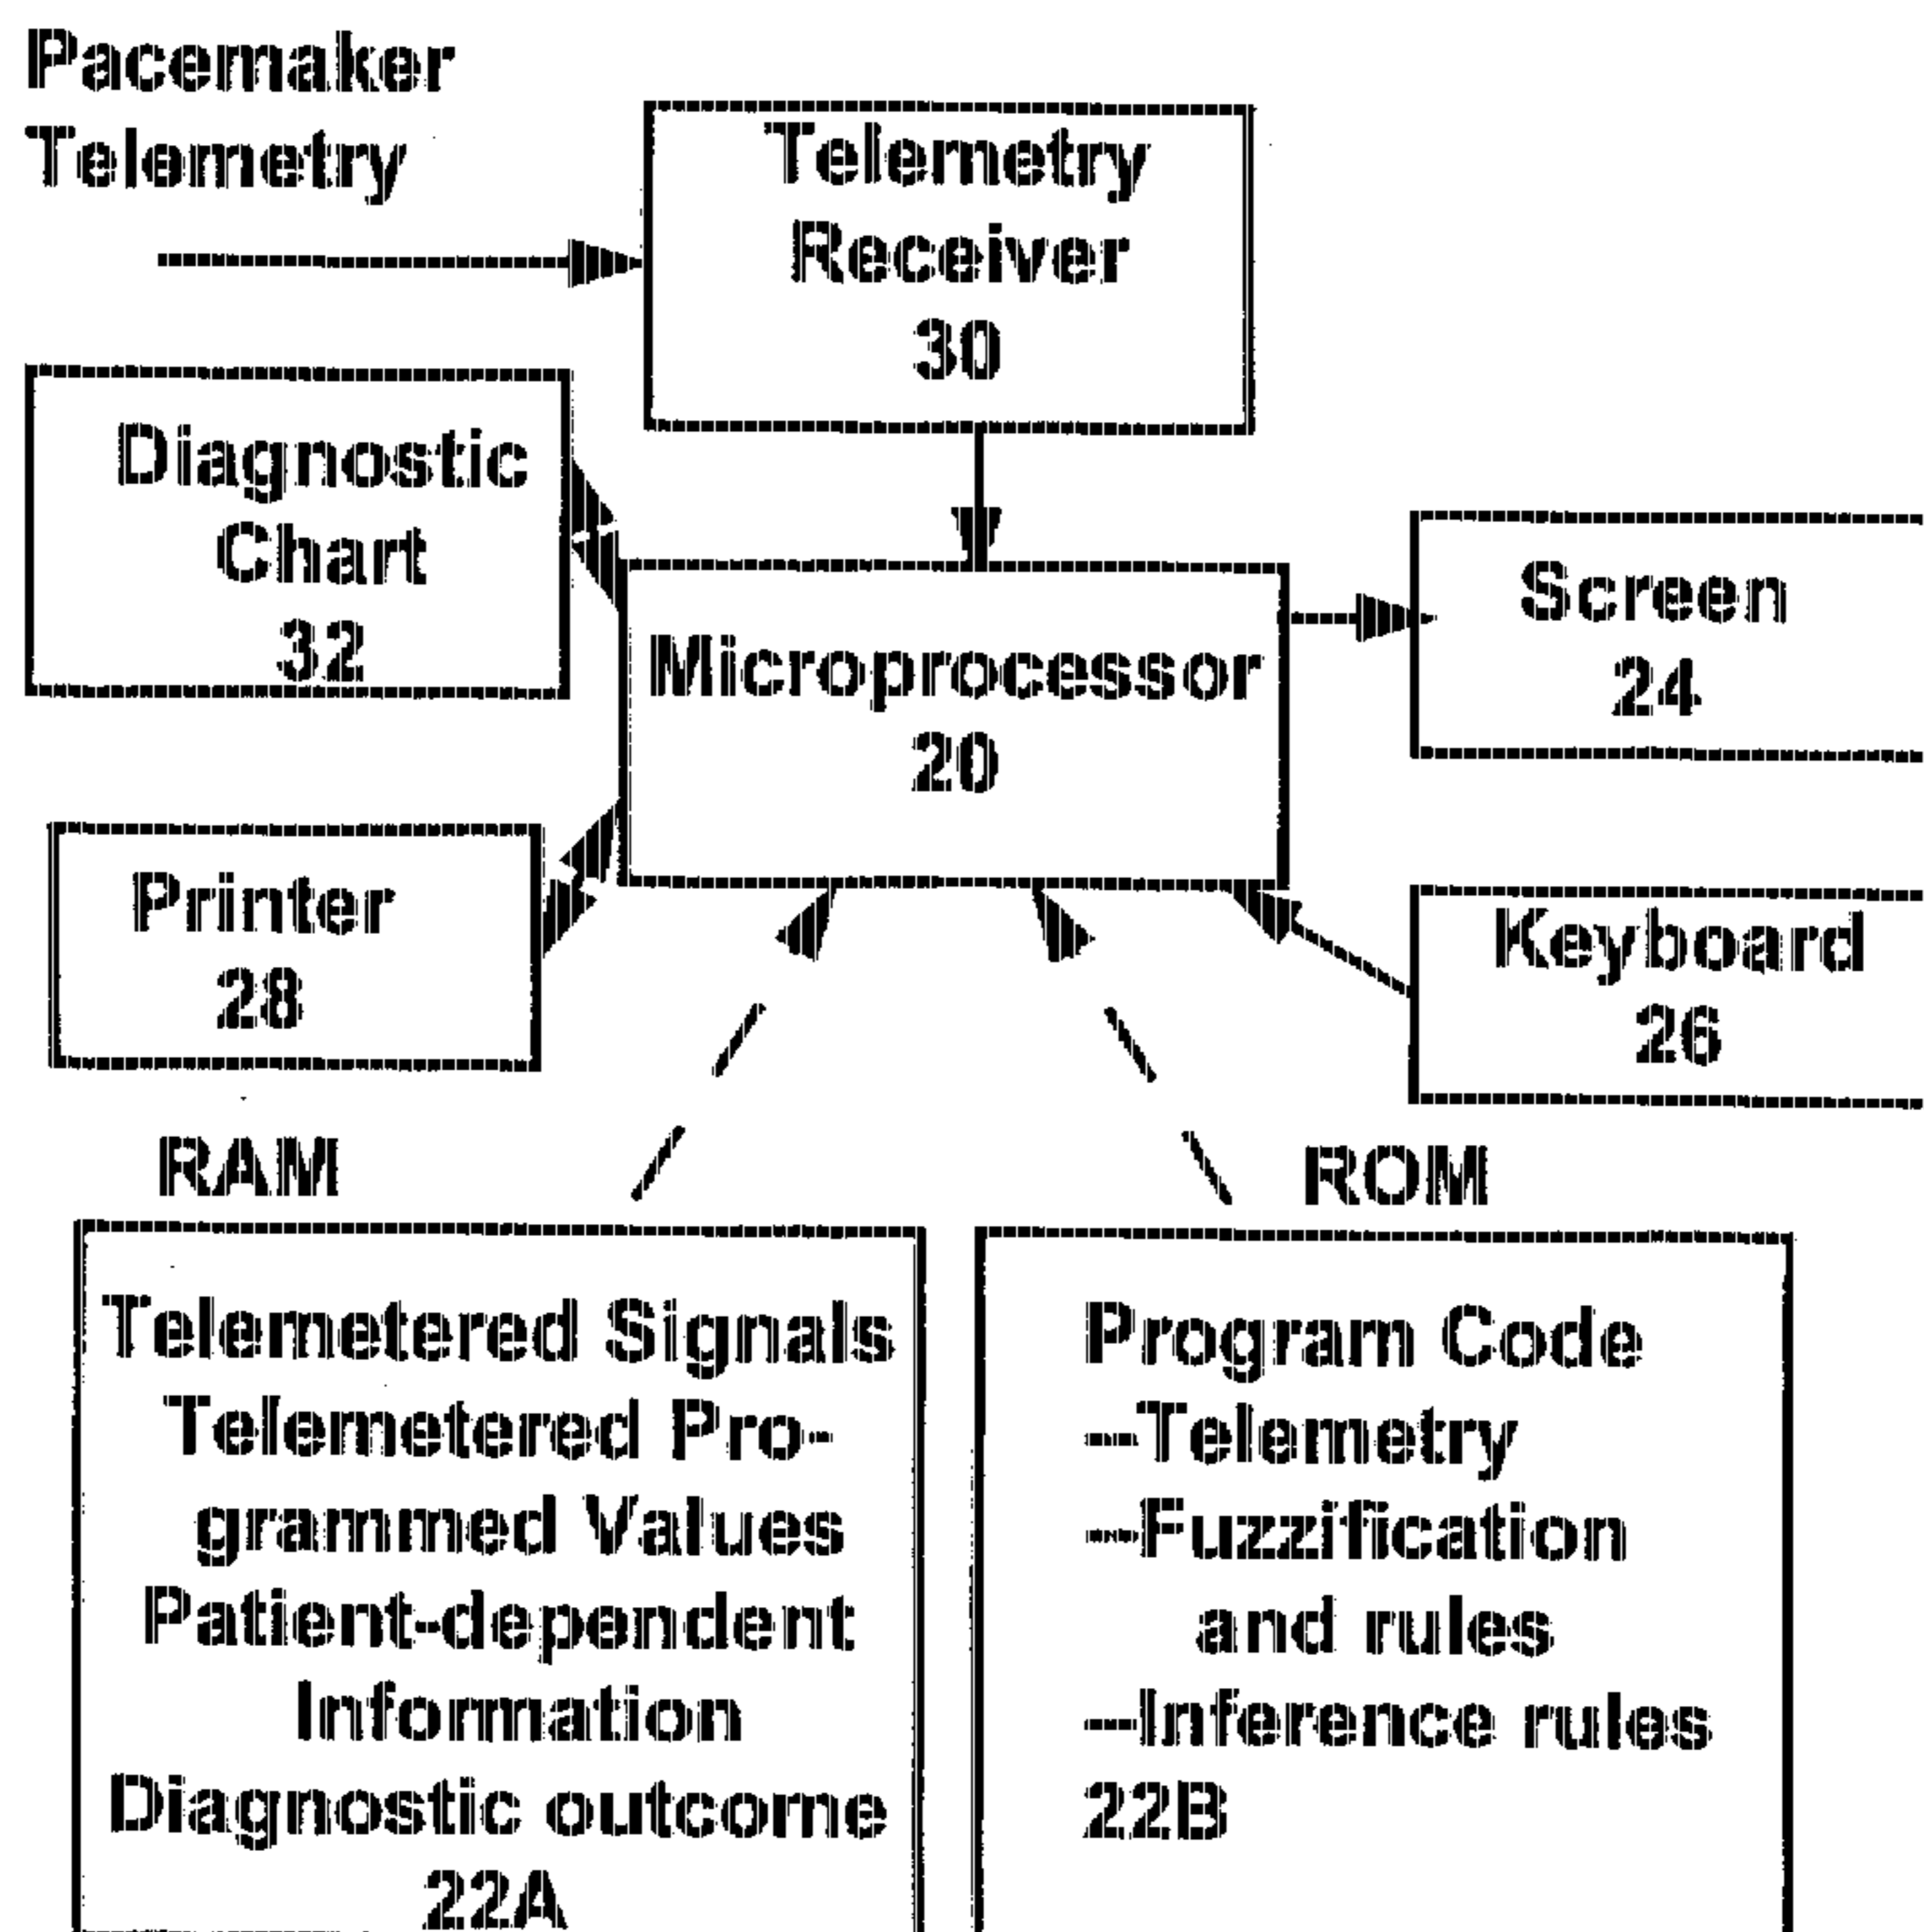 Pacemaker
Telemetry
Telemetry
Receiver
30
Diagnostic
Chart
32
Microprocessor
20
Screen
24
Printer
28
Keyboard
26
RAM
ROM
Telemetered Signals
Telemetered Pro-
grammed Values
Patient-dependent
Information
Diagnostic outcome
22A
Program Code
--Telemetry
--Fuzzification
and rules
--Inference rules
22B